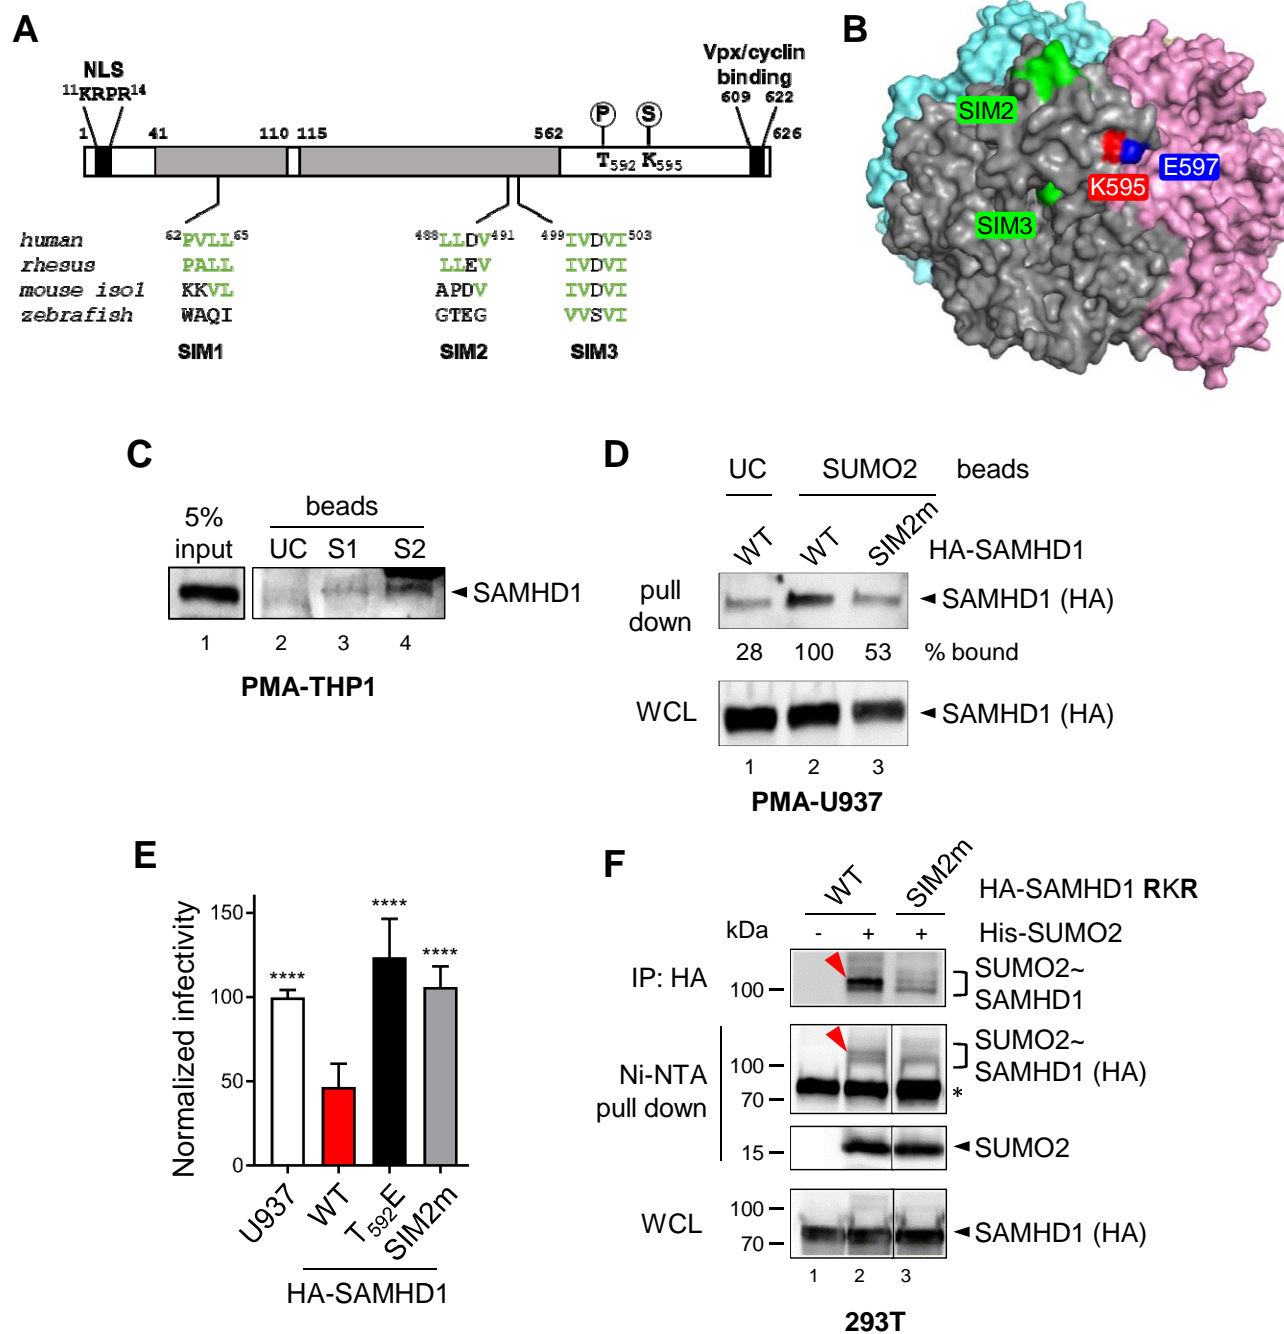 A
NLS
¹¹KRPR¹⁴
Vpx/cyclin
binding
609 622
1 41 110 115 562 626
P S
T₅₉₂ K₅₉₅
human ⁶²PVLL⁶⁵ ⁴⁸⁸LLDV⁴⁹¹ ⁴⁹⁹IVDVI⁵⁰³
rhesus PALL LLEV IVDVI
mouse iso1 KKVL APDV IVDVI
zebrafish WAQI GTEG VVSVI
SIM1 SIM2 SIM3
B
SIM2
E597
K595
SIM3
C
5%
input
beads
UC S1 S2
SAMHD1
1 2 3 4
PMA-THP1
D
UC SUMO2 beads
WT WT SIM2m HA-SAMHD1
pull
down
SAMHD1 (HA)
28 100 53 % bound
WCL SAMHD1 (HA)
1 2 3
PMA-U937
E
Normalized infectivity
150
100
50
0
**** **** ****
U937 WT T₅₉₂E SIM2m
HA-SAMHD1
F
WT SIM2m HA-SAMHD1 RKR
kDa - + + His-SUMO2
IP: HA
100
SUMO2~
SAMHD1
Ni-NTA
pull down
100
70
SUMO2~
SAMHD1 (HA)
*
15 SUMO2
WCL
100
70
SAMHD1 (HA)
1 2 3
293T